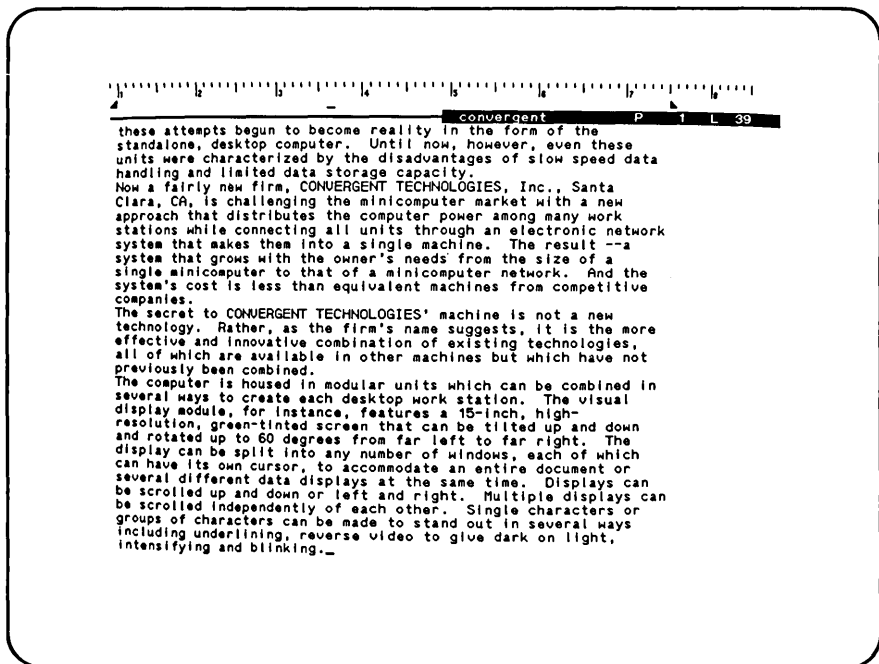 1 2 3 4 5 6 7 8
convergent P 1 L 39
these attempts begun to become reality in the form of the
standalone, desktop computer. Until now, however, even these
units were characterized by the disadvantages of slow speed data
handling and limited data storage capacity.
Now a fairly new firm, CONVERGENT TECHNOLOGIES, Inc., Santa
Clara, CA, is challenging the minicomputer market with a new
approach that distributes the computer power among many work
stations while connecting all units through an electronic network
system that makes them into a single machine. The result --a
system that grows with the owner's needs from the size of a
single minicomputer to that of a minicomputer network. And the
system's cost is less than equivalent machines from competitive
companies.
The secret to CONVERGENT TECHNOLOGIES' machine is not a new
technology. Rather, as the firm's name suggests, it is the more
effective and innovative combination of existing technologies,
all of which are available in other machines but which have not
previously been combined.
The computer is housed in modular units which can be combined in
several ways to create each desktop work station. The visual
display module, for instance, features a 15-inch, high-
resolution, green-tinted screen that can be tilted up and down
and rotated up to 60 degrees from far left to far right. The
display can be split into any number of windows, each of which
can have its own cursor, to accommodate an entire document or
several different data displays at the same time. Displays can
be scrolled up and down or left and right. Multiple displays can
be scrolled independently of each other. Single characters or
groups of characters can be made to stand out in several ways
including underlining, reverse video to give dark on light,
intensifying and blinking._